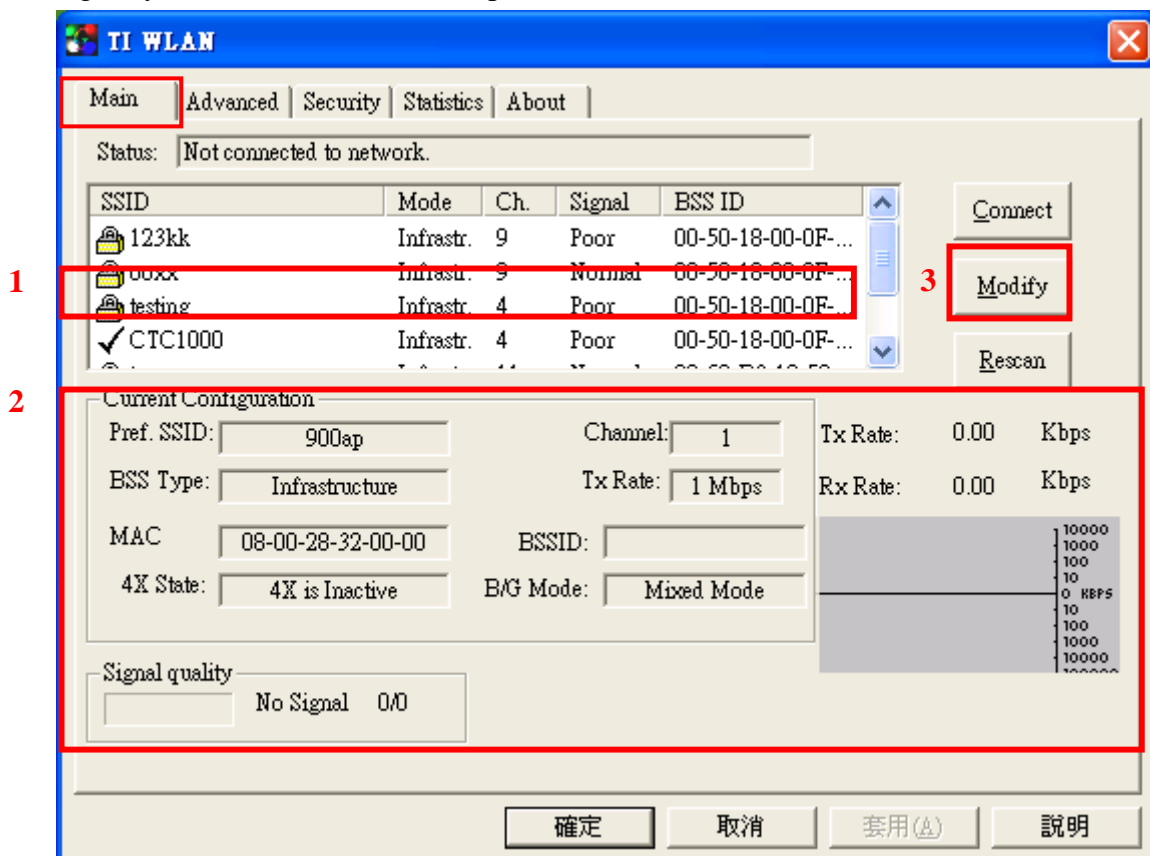 TI WLAN
Main Advanced Security Statistics About
Status: Not connected to network.
SSID Mode Ch. Signal BSS ID
Connect
123kk Infrastr. 9 Poor 00-50-18-00-0F-...
1
Infrastr. 9 Normal 00-50-18-00-0F-...
3 Modify
testing Infrastr. 4 Poor 00-50-18-00-0F-...
CTC1000 Infrastr. 4 Poor 00-50-18-00-0F-...
Rescan
2
Current Configuration
Pref. SSID: 900ap Channel: 1 Tx Rate: 0.00 Kbps
BSS Type: Infrastructure Tx Rate: 1 Mbps Rx Rate: 0.00 Kbps
MAC 08-00-28-32-00-00 BSSID:
4X State: 4X is Inactive B/G Mode: Mixed Mode
10000
1000
100
10
0 KBPS
10
100
1000
10000
Signal quality
No Signal 0/0
確定 取消 套用(A) 說明